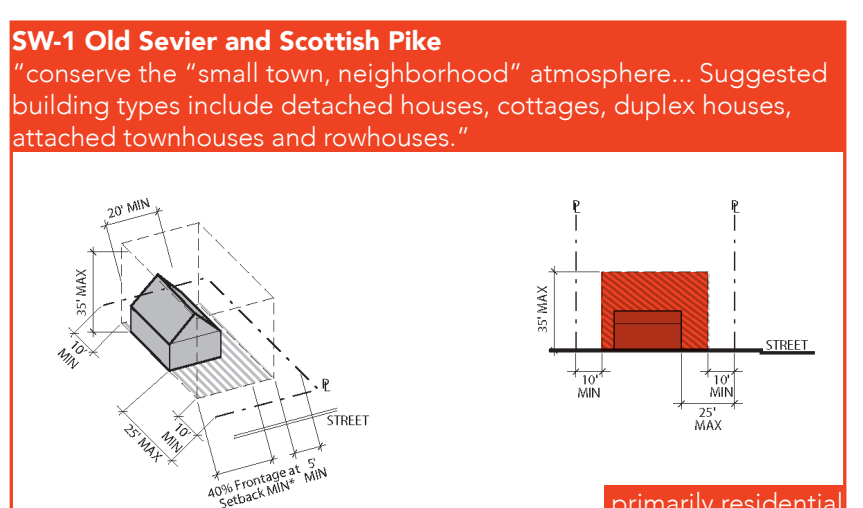 SW-1 Old Sevier and Scottish Pike
“conserve the “small town, neighborhood” atmosphere... Suggested
building types include detached houses, cottages, duplex houses,
attached townhouses and rowhouses.”
20' MIN
35' MAX
10'
MIN
25' MAX
10'
MIN
40% Frontage at
Setback MIN*
5'
MIN
PL
STREET
PL
PL
35' MAX
STREET
10'
MIN
10'
MIN
25'
MAX
primarily residential